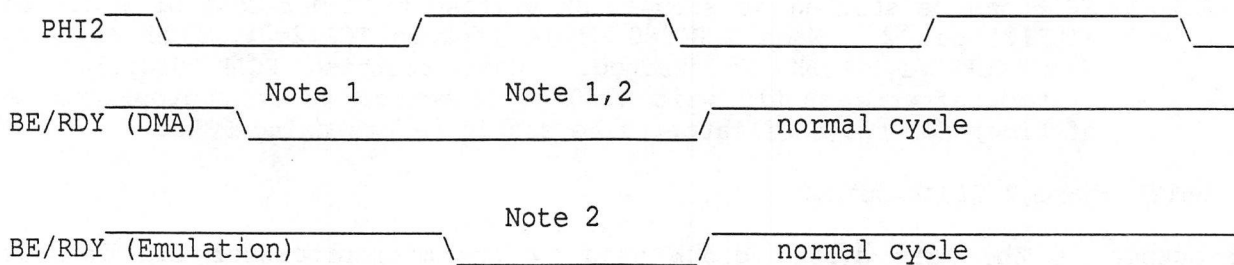 PHI2
Note 1 Note 1,2
BE/RDY (DMA) normal cycle
Note 2
BE/RDY (Emulation) normal cycle